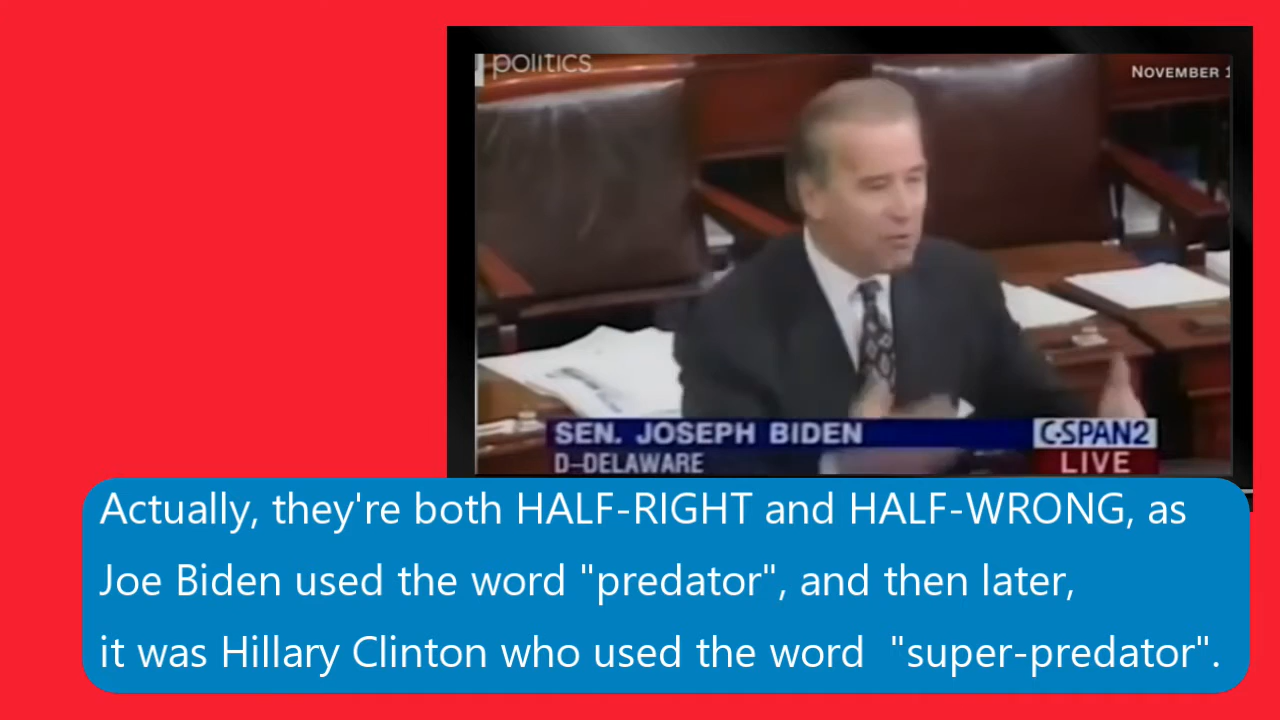 politics
NOVEMBER 1
SEN. JOSEPH BIDEN
D-DELAWARE
C-SPAN2
LIVE
Actually, they're both HALF-RIGHT and HALF-WRONG, as
Joe Biden used the word "predator", and then later,
it was Hillary Clinton who used the word "super-predator".